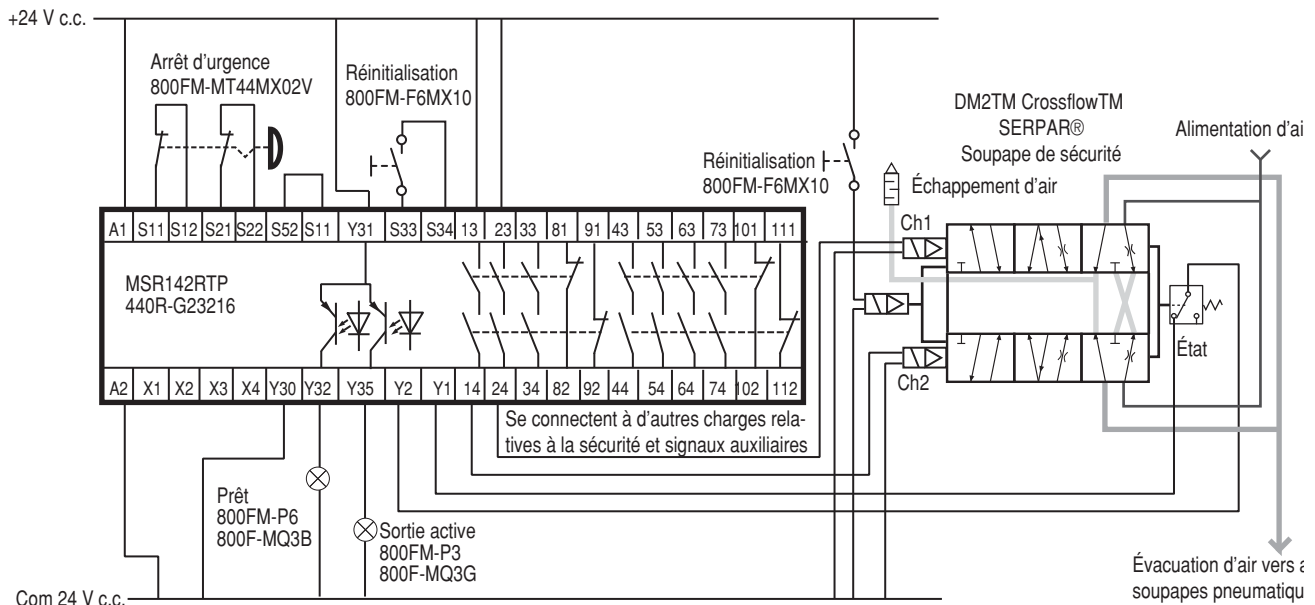 +24 V c.c.
Arrêt d'urgence
800FM-MT44MX02V
Réinitialisation
800FM-F6MX10
Réinitialisation
800FM-F6MX10
DM2TM CrossflowTM
SERPAR®
Soupape de sécurité
Alimentation d'ai
Échappement d'air
Ch1
A1 S11 S12 S21 S22 S52 S11 Y31 S33 S34 13 23 33 81 91 43 53 63 73 101 111
MSR142RTP
440R-G23216
État
Ch2
A2 X1 X2 X3 X4 Y30 Y32 Y35 Y2 Y1 14 24 34 82 92 44 54 64 74 102 112
Se connectent à d'autres charges rela-
tives à la sécurité et signaux auxiliaires
Prêt
800FM-P6
800F-MQ3B
Sortie active
800FM-P3
800F-MQ3G
Évacuation d'air vers a
soupapes pneumatiqu
Com 24 V c.c.